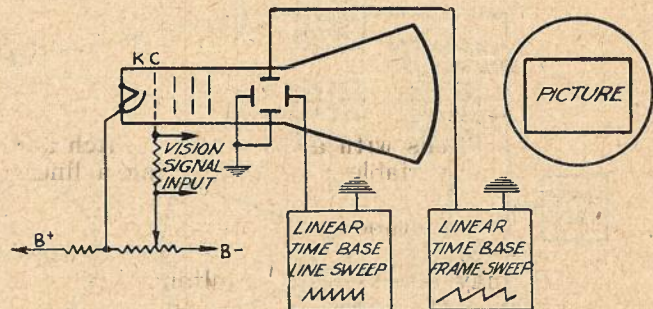 K C
VISION
SIGNAL
INPUT
PICTURE
B+
B-
LINEAR
TIME BASE
LINE SWEEP
LINEAR
TIME BASE
FRAME SWEEP